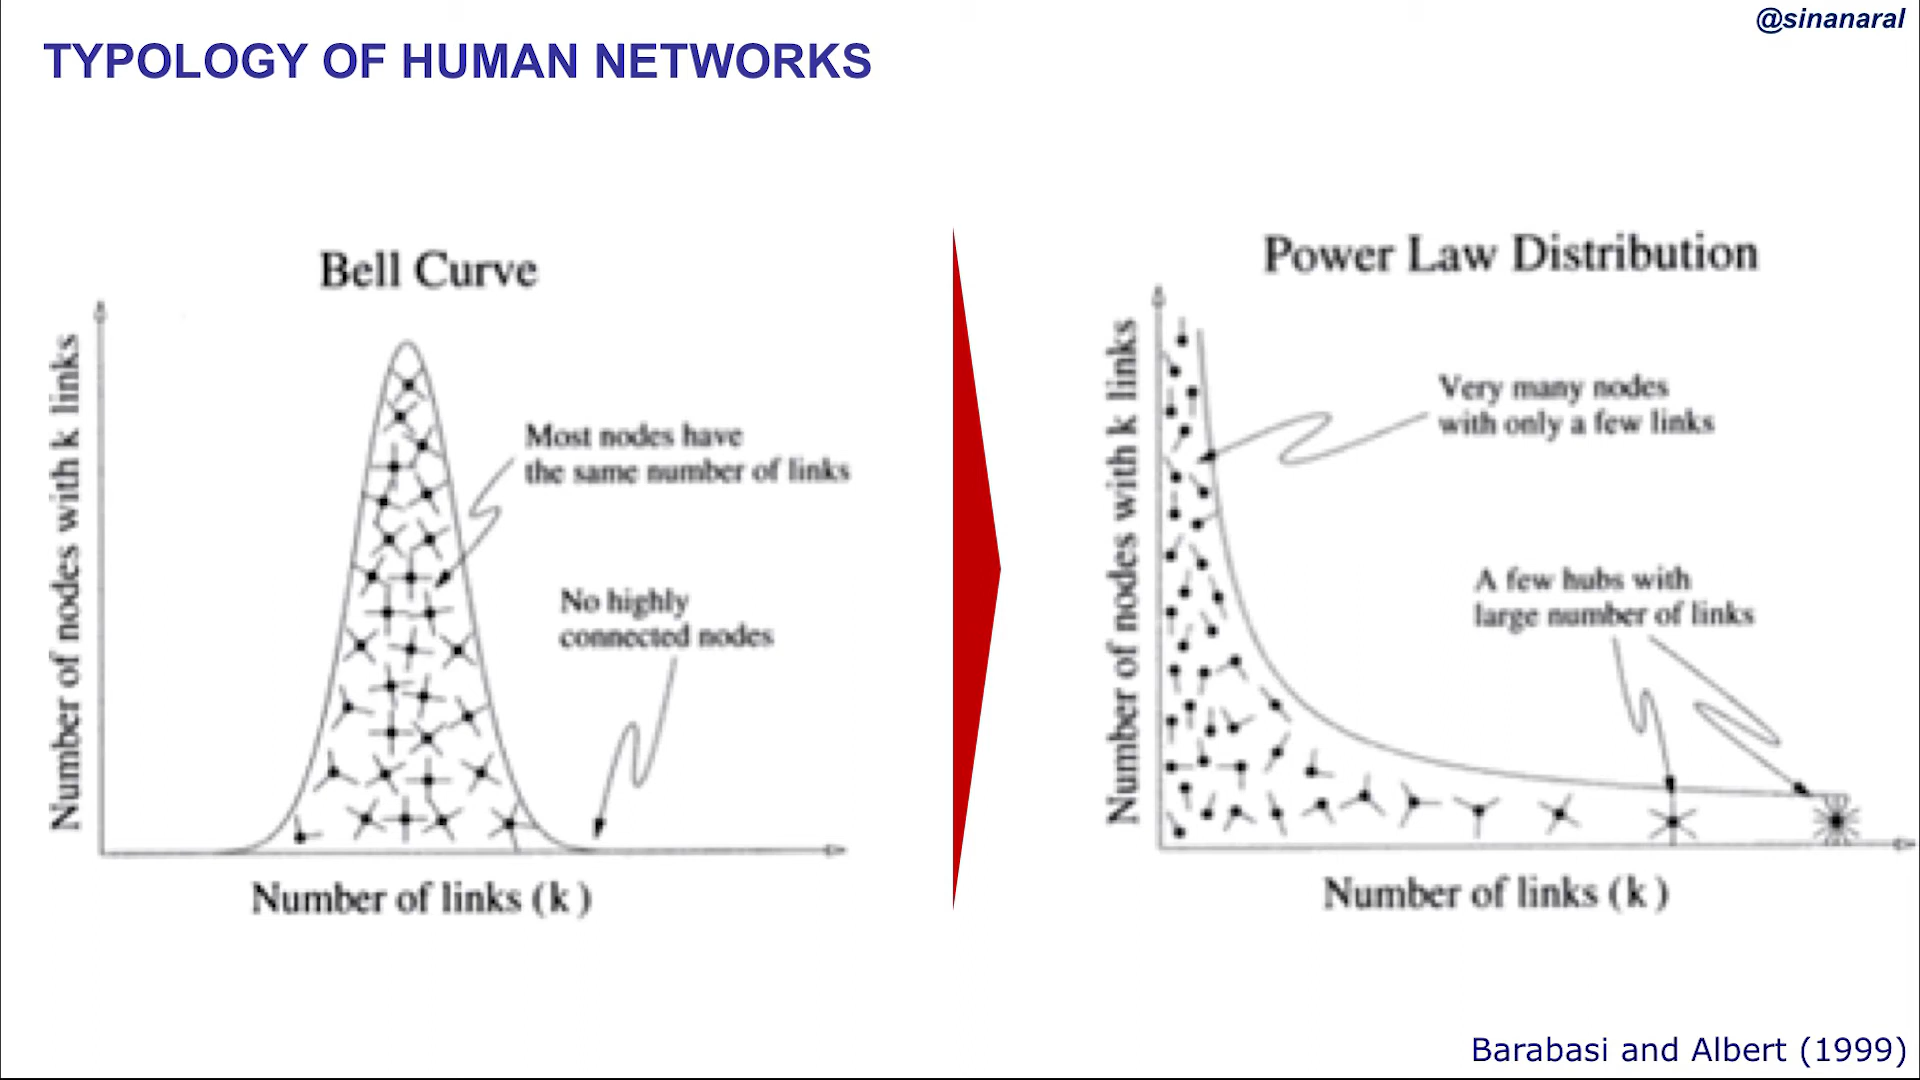 @sinanaral
TYPOLOGY OF HUMAN NETWORKS
Bell Curve
Number of nodes with k links
Most nodes have
the same number of links
No highly
connected nodes
Number of links (k)
Power Law Distribution
Number of nodes with k links
Very many nodes
with only a few links
A few hubs with
large number of links
Number of links (k)
Barabasi and Albert (1999)